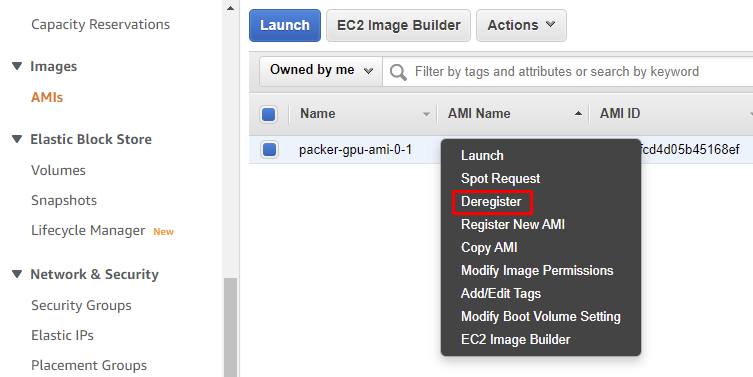 Capacity Reservations
Images
AMIs
Elastic Block Store
Volumes
Snapshots
Lifecycle Manager New
Network & Security
Security Groups
Elastic IPs
Placement Groups
Launch EC2 Image Builder Actions
Owned by me Filter by tags and attributes or search by keyword
Name AMI Name AMI ID
packer-gpu-ami-0-1 fcd4d05b45168ef
Launch
Spot Request
Deregister
Register New AMI
Copy AMI
Modify Image Permissions
Add/Edit Tags
Modify Boot Volume Setting
EC2 Image Builder